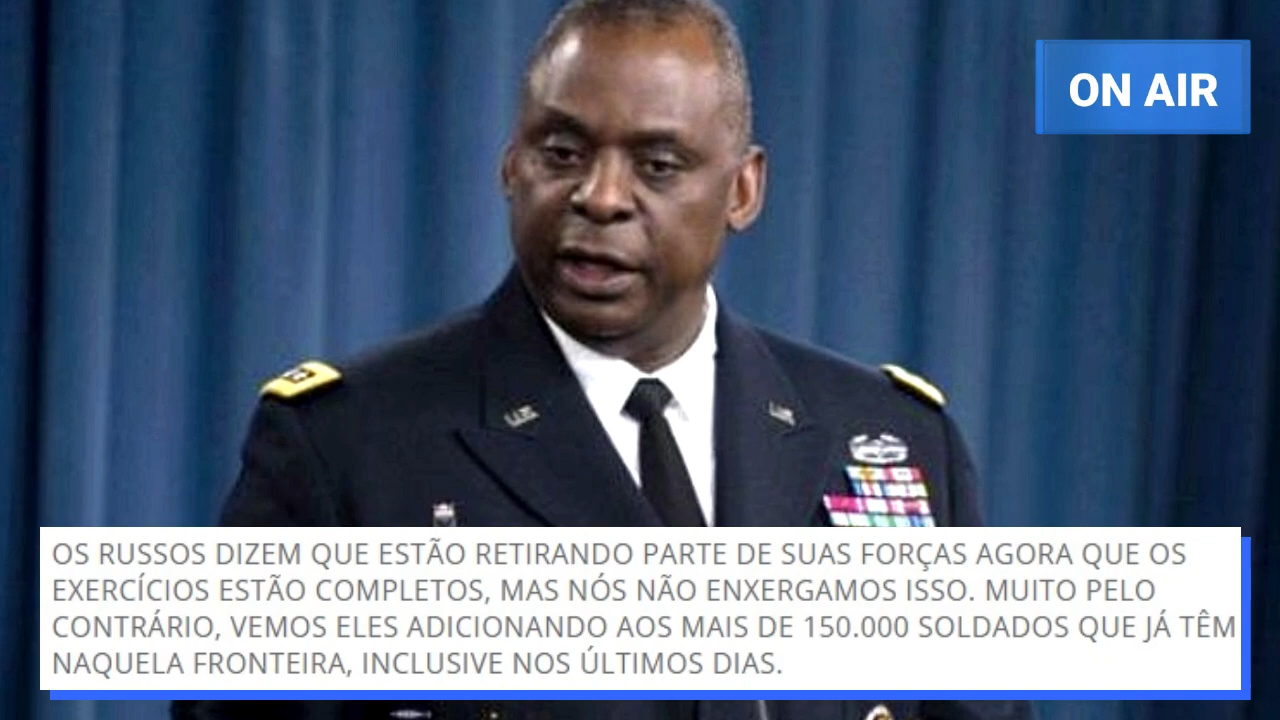 ON AIR
U.S.
OS RUSSOS DIZEM QUE ESTÃO RETIRANDO PARTE DE SUAS FORÇAS AGORA QUE OS
EXERCÍCIOS ESTÃO COMPLETOS, MAS NÓS NÃO ENXERGAMOS ISSO. MUITO PELO
CONTRÁRIO, VEMOS ELES ADICIONANDO AOS MAIS DE 150.000 SOLDADOS QUE JÁ TÊM
NAQUELA FRONTEIRA, INCLUSIVE NOS ÚLTIMOS DIAS.